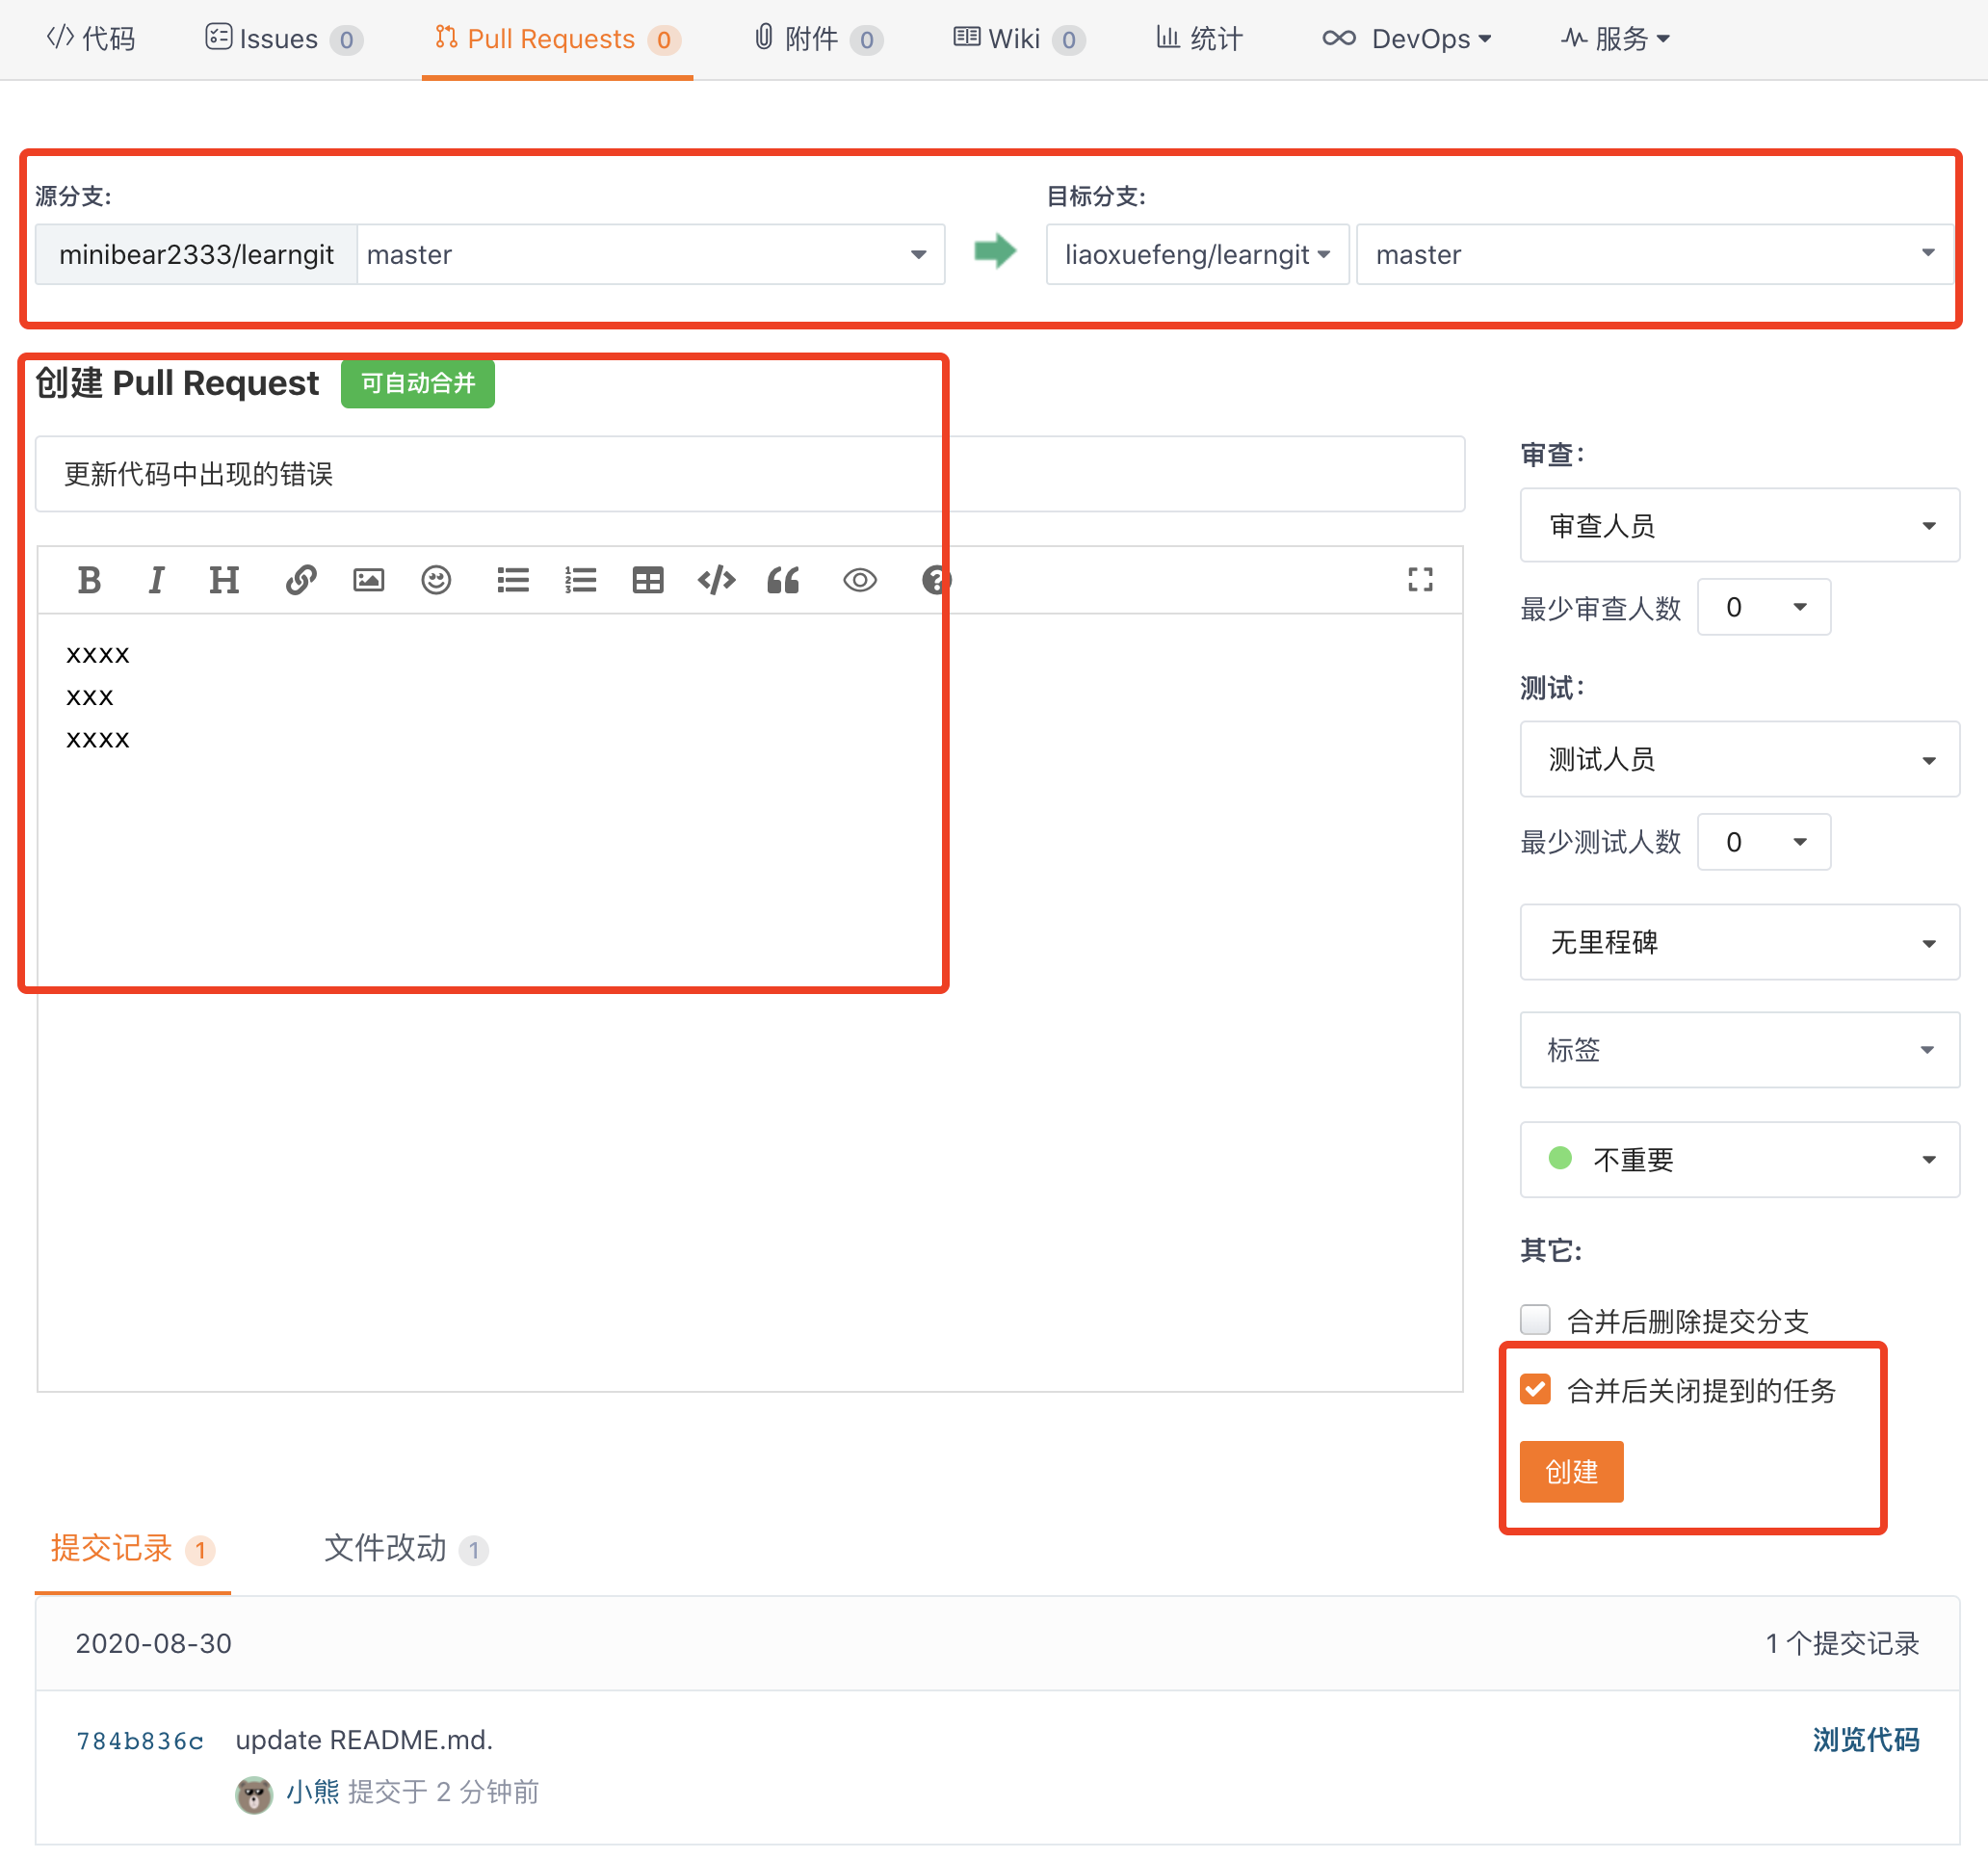 代码 Issues 0 Pull Requests 0 附件 0 Wiki 0 统计 DevOps 服务
源分支:
minibear2333/learngit master
目标分支:
liaoxuefeng/learngit master
创建 Pull Request 可自动合并
更新代码中出现的错误
xxxx
xxx
xxxx
审查:
审查人员
最少审查人数 0
测试:
测试人员
最少测试人数 0
无里程碑
标签
不重要
其它:
合并后删除提交分支
合并后关闭提到的任务
创建
提交记录 1 文件改动 1
2020-08-30 1 个提交记录
784b836c update README.md. 浏览代码
小熊 提交于 2 分钟前